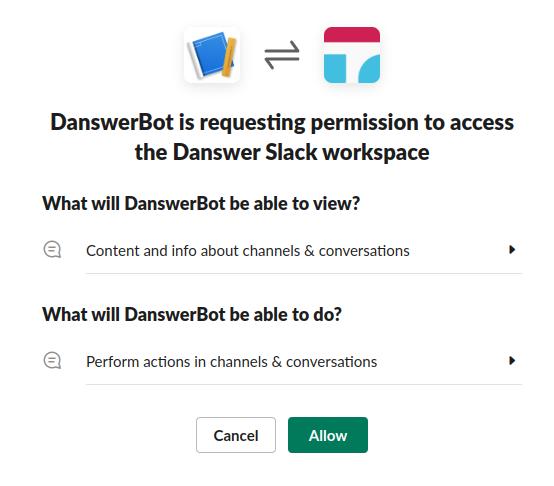 DanswerBot is requesting permission to access
the Danswer Slack workspace
What will DanswerBot be able to view?
Content and info about channels & conversations
What will DanswerBot be able to do?
Perform actions in channels & conversations
Cancel Allow